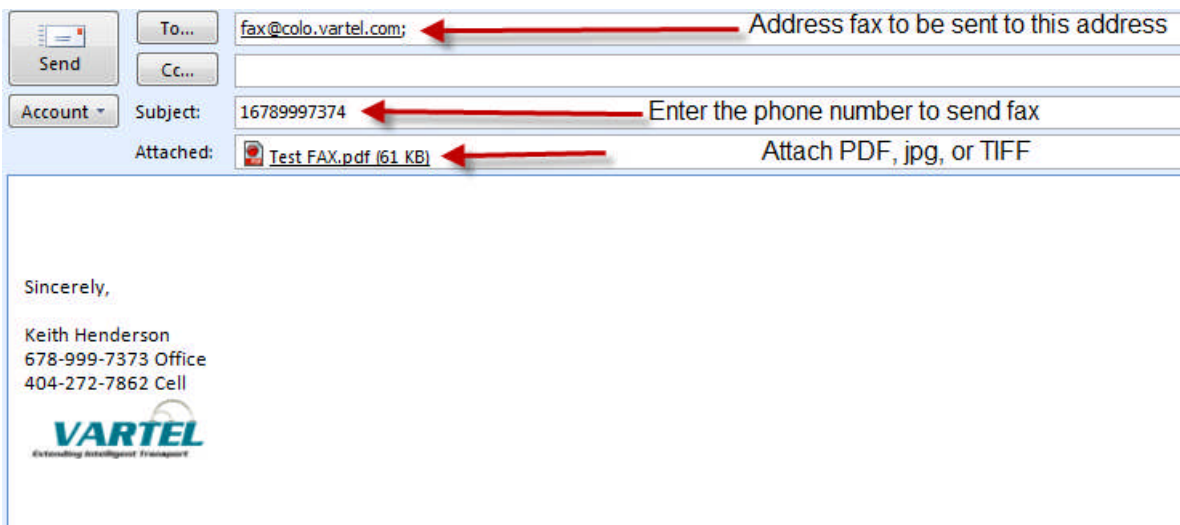 To...
fax@colo.vartel.com;
Address fax to be sent to this address
Send
Cc...
Account
Subject:
16789997374
Enter the phone number to send fax
Attached:
Test FAX.pdf (61 KB)
Attach PDF, jpg, or TIFF
Sincerely,
Keith Henderson
678-999-7373 Office
404-272-7862 Cell
VARTEL
Extending Intelligent Transport